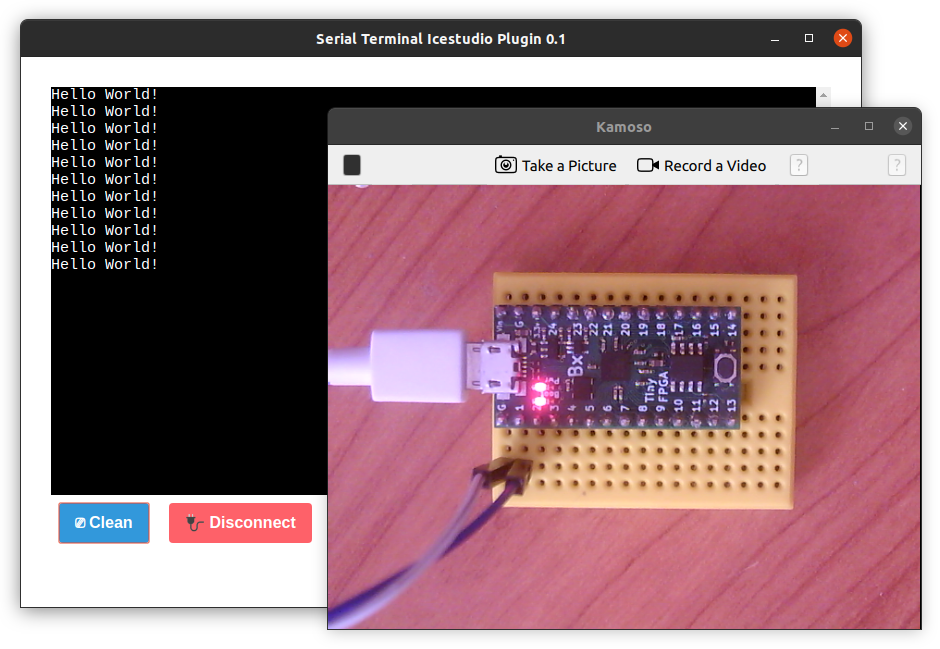 Serial Terminal Icestudio Plugin 0.1
Hello World!
Hello World!
Hello World!
Hello World!
Hello World!
Hello World!
Hello World!
Hello World!
Hello World!
Hello World!
Hello World!
Clean
Disconnect
Kamoso
Take a Picture
Record a Video
?
?
G 24 23 22 21 20 19 18 17 16 15 14
Bx
Tiny
FPGA
G 1 3 4 5 6 7 8 9 10 11 12 13